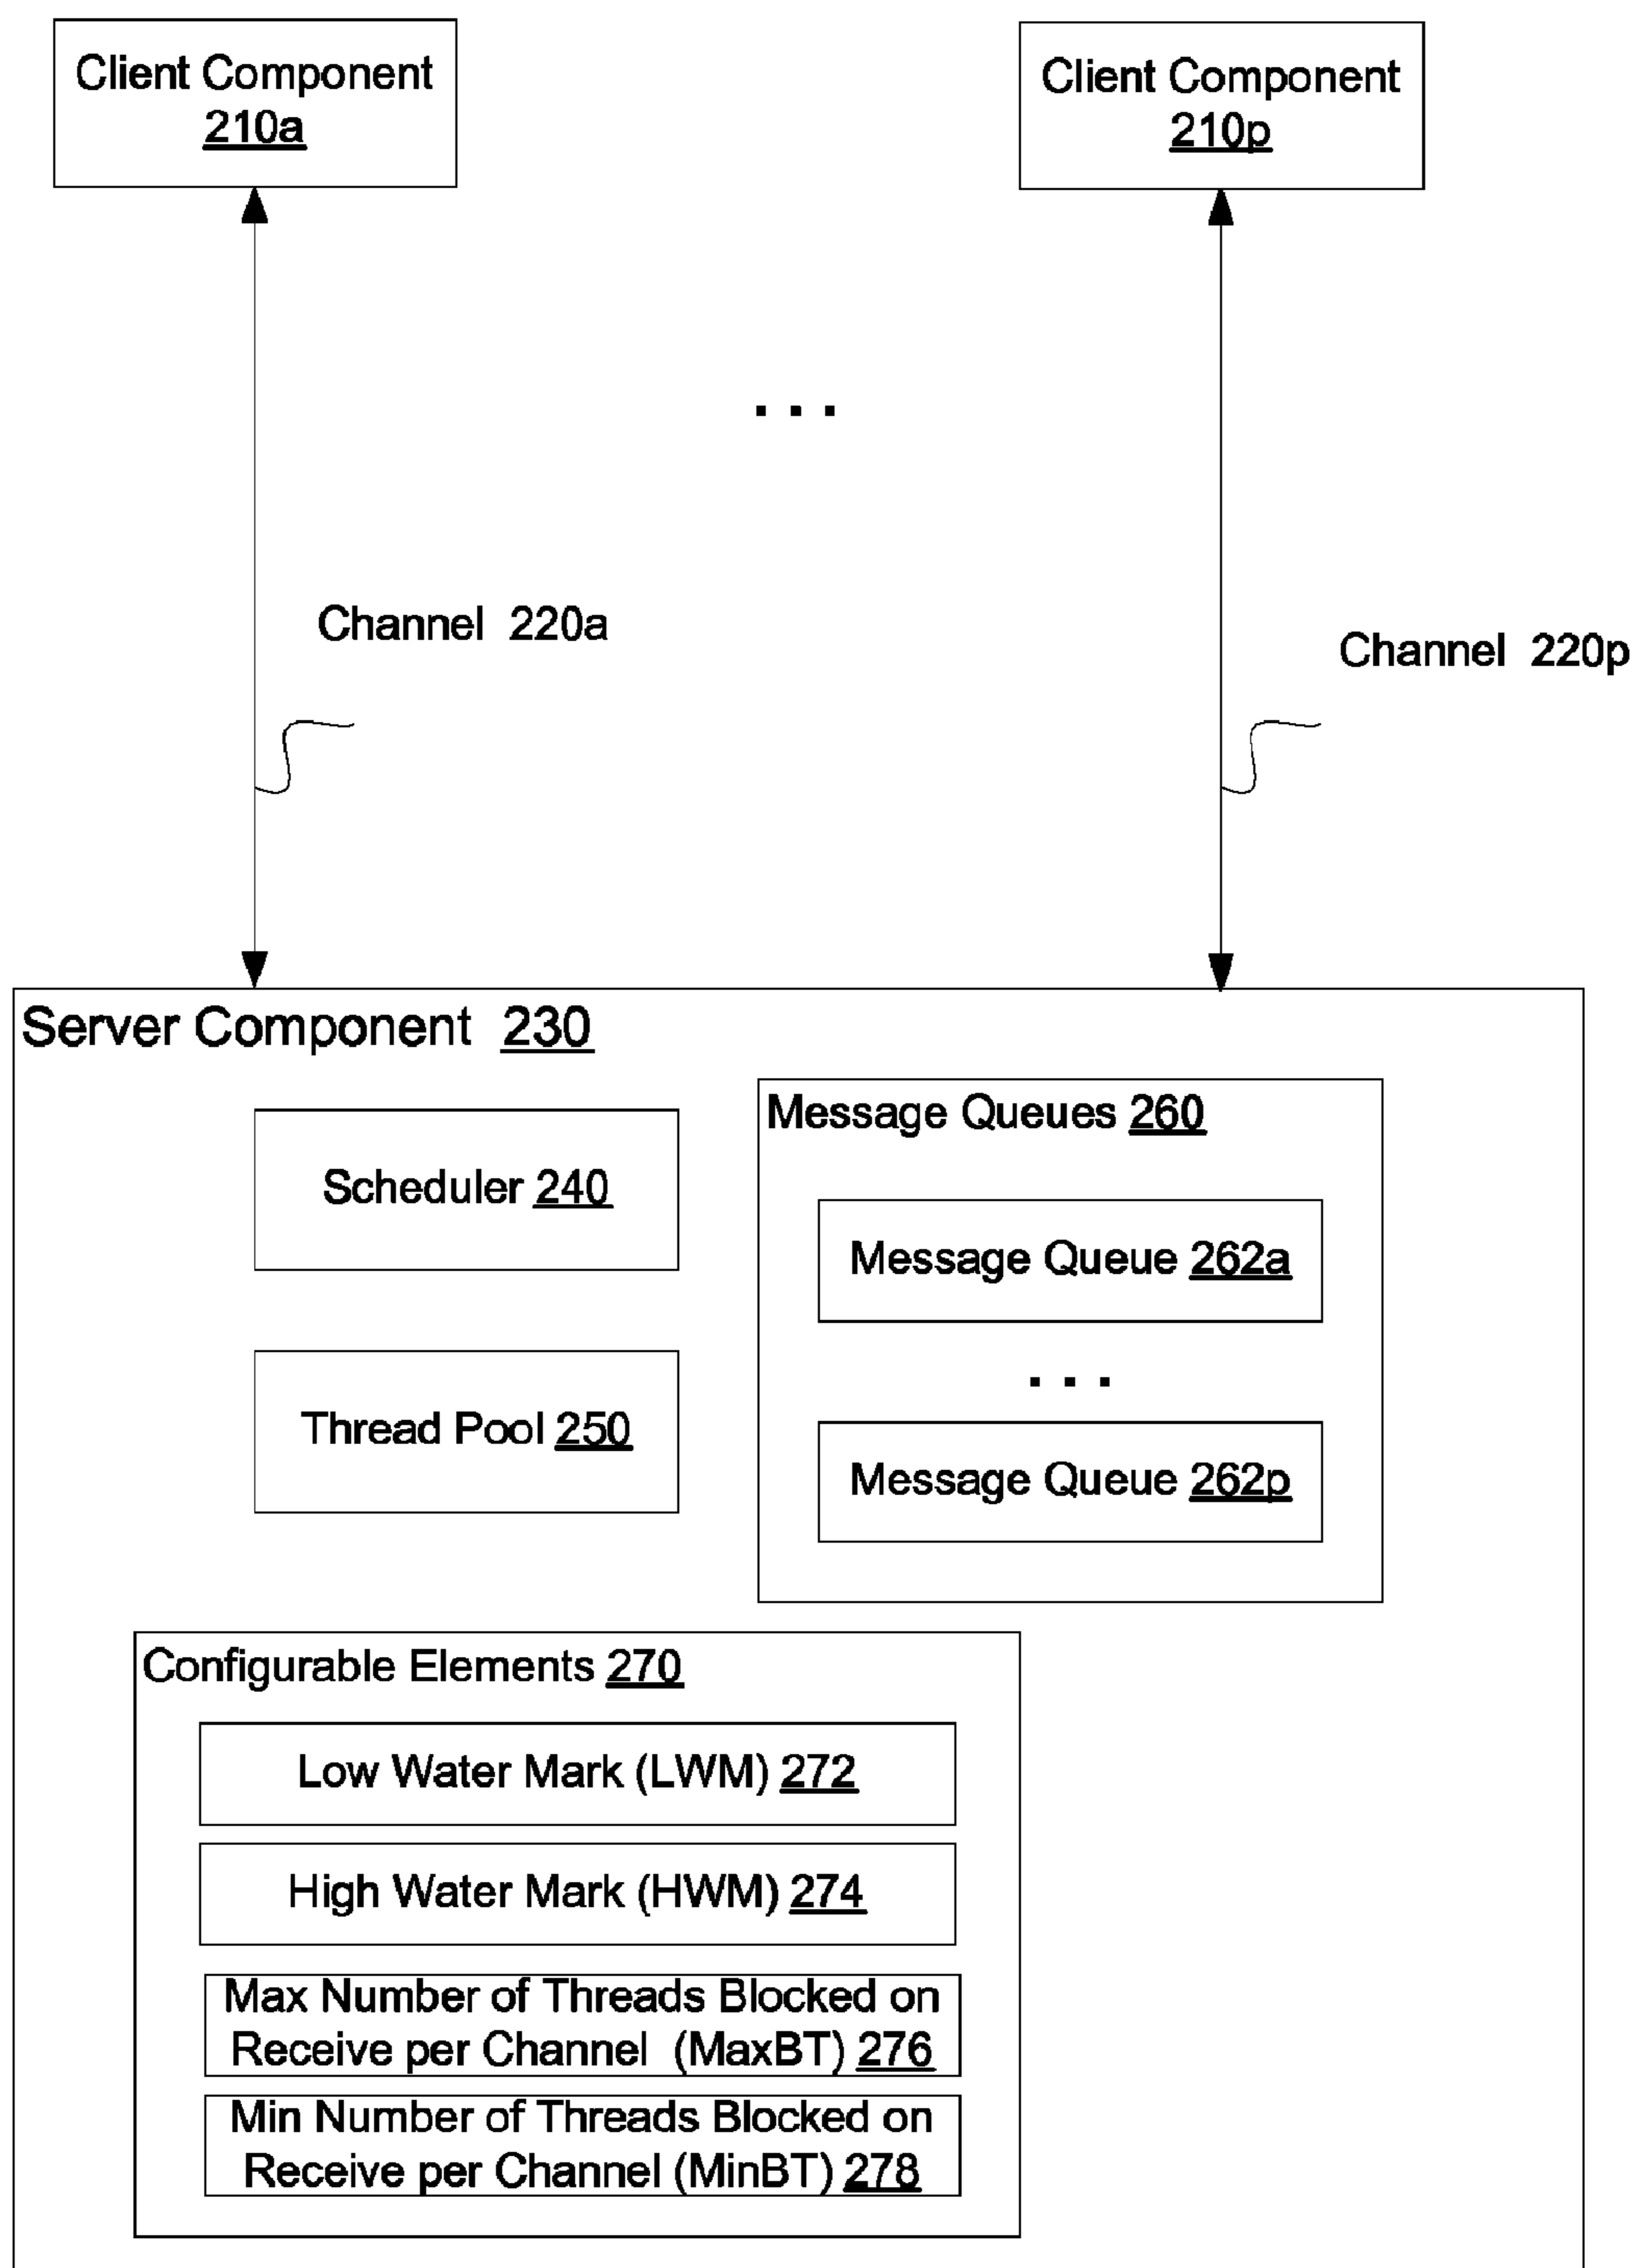 Client Component
210a
Client Component
210p
. . .
Channel 220a
Channel 220p
Server Component 230
Scheduler 240
Thread Pool 250
Message Queues 260
Message Queue 262a
. . .
Message Queue 262p
Configurable Elements 270
Low Water Mark (LWM) 272
High Water Mark (HWM) 274
Max Number of Threads Blocked on
Receive per Channel (MaxBT) 276
Min Number of Threads Blocked on
Receive per Channel (MinBT) 278